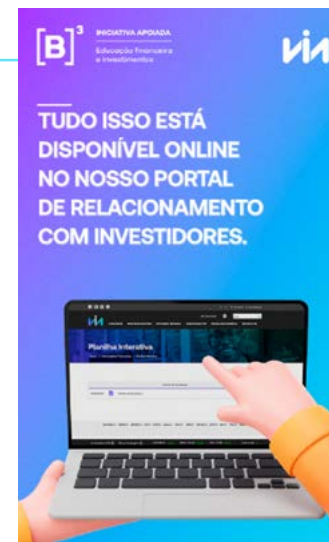 [B]³
INICIATIVA APOIADA
Educação financeira
e investimentos
via
TUDO ISSO ESTÁ
DISPONÍVEL ONLINE
NO NOSSO PORTAL
DE RELACIONAMENTO
COM INVESTIDORES.
via
Planilha Interativa